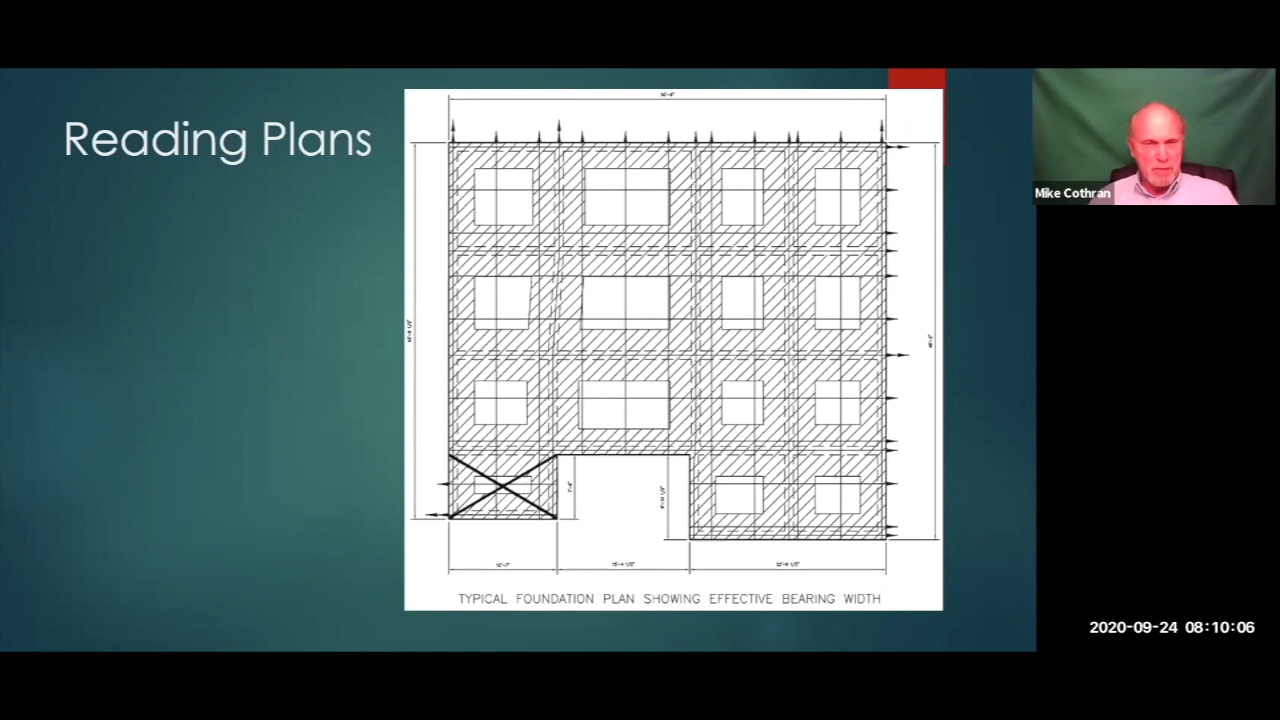 Reading Plans
Mike Cothran
TYPICAL FOUNDATION PLAN SHOWING EFFECTIVE BEARING WIDTH
2020-09-24 08:10:06